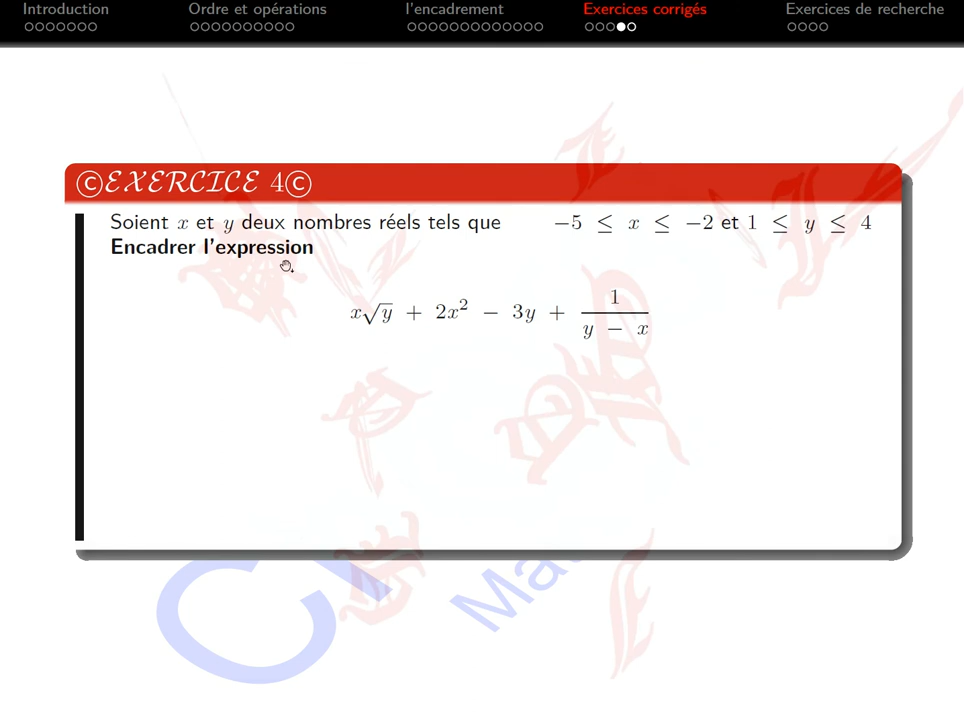 Introduction Ordre et opérations l'encadrement Exercices corrigés Exercices de recherche
©EXERCICE 4©
Soient x et y deux nombres réels tels que −5 ≤ x ≤ −2 et 1 ≤ y ≤ 4
Encadrer l'expression
x√y + 2x² − 3y + 1/(y − x)